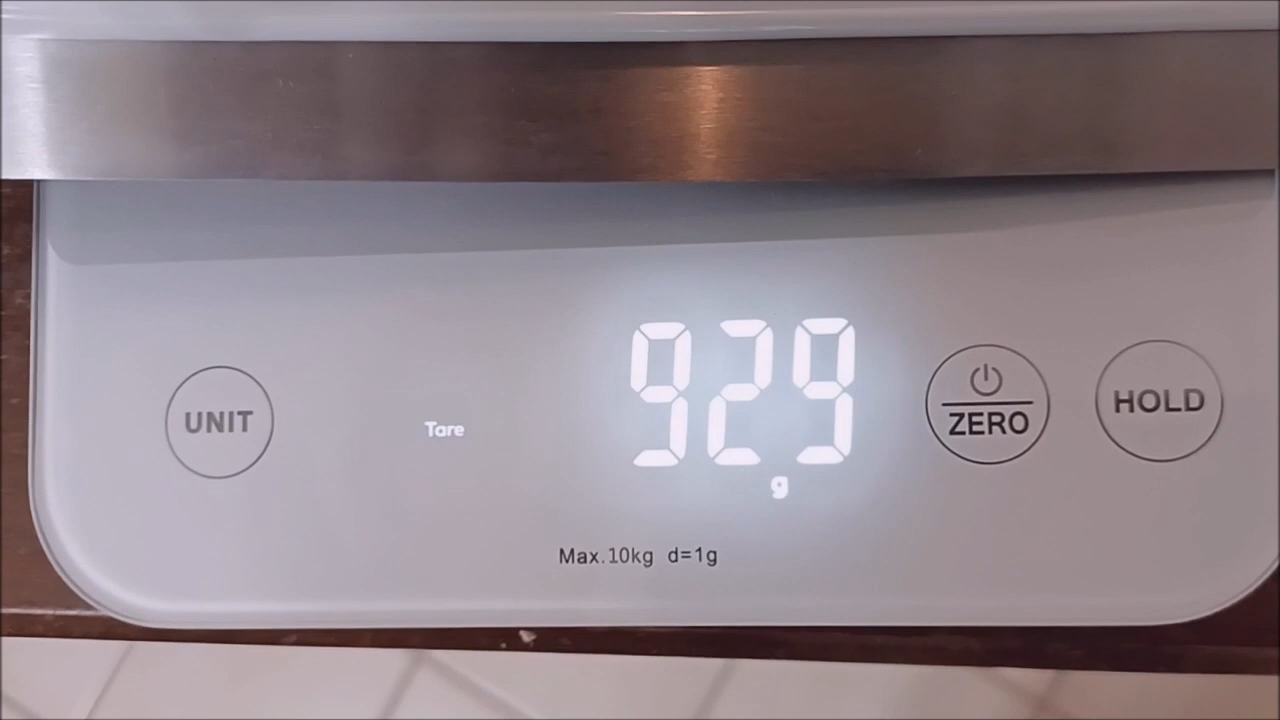 929
g
Tare
UNIT
ZERO
HOLD
Max.10kg d=1g